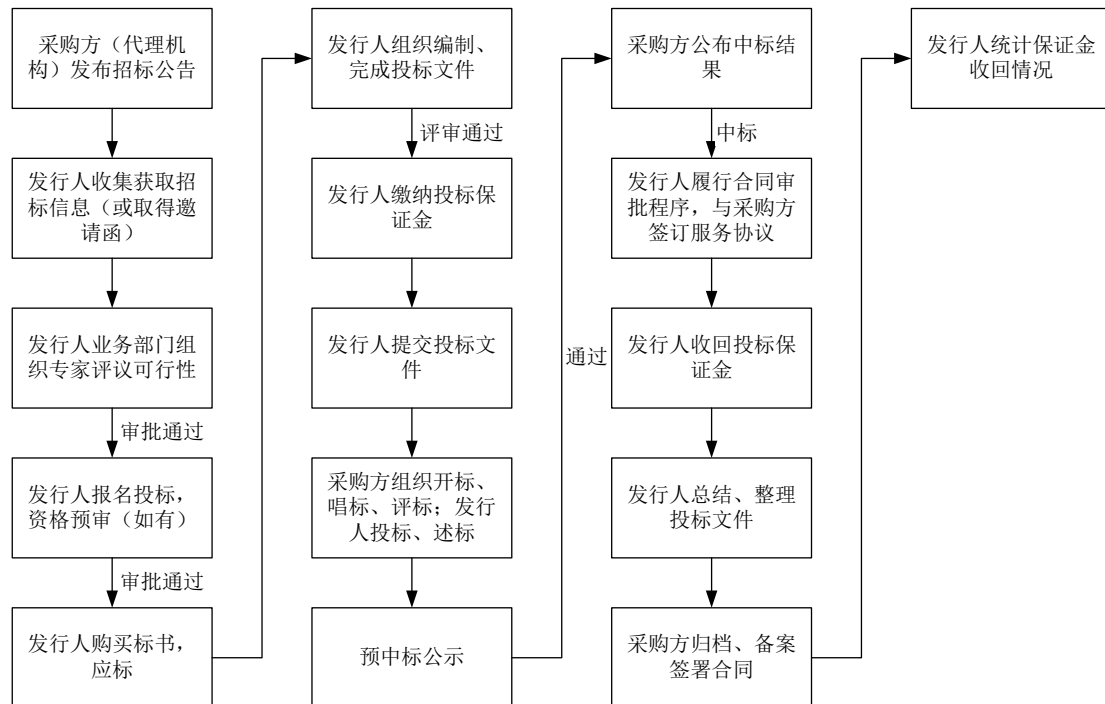 采购方（代理机
构）发布招标公告
发行人收集获取招
标信息（或取得邀
请函）
发行人业务部门组
织专家评议可行性
审批通过
发行人报名投标，
资格预审（如有）
审批通过
发行人购买标书，
应标
发行人组织编制、
完成投标文件
评审通过
发行人缴纳投标保
证金
发行人提交投标文
件
采购方组织开标、
唱标、评标；发行
人投标、述标
预中标公示
通过
采购方公布中标结
果
中标
发行人履行合同审
批程序，与采购方
签订服务协议
发行人收回投标保
证金
发行人总结、整理
投标文件
采购方归档、备案
签署合同
发行人统计保证金
收回情况